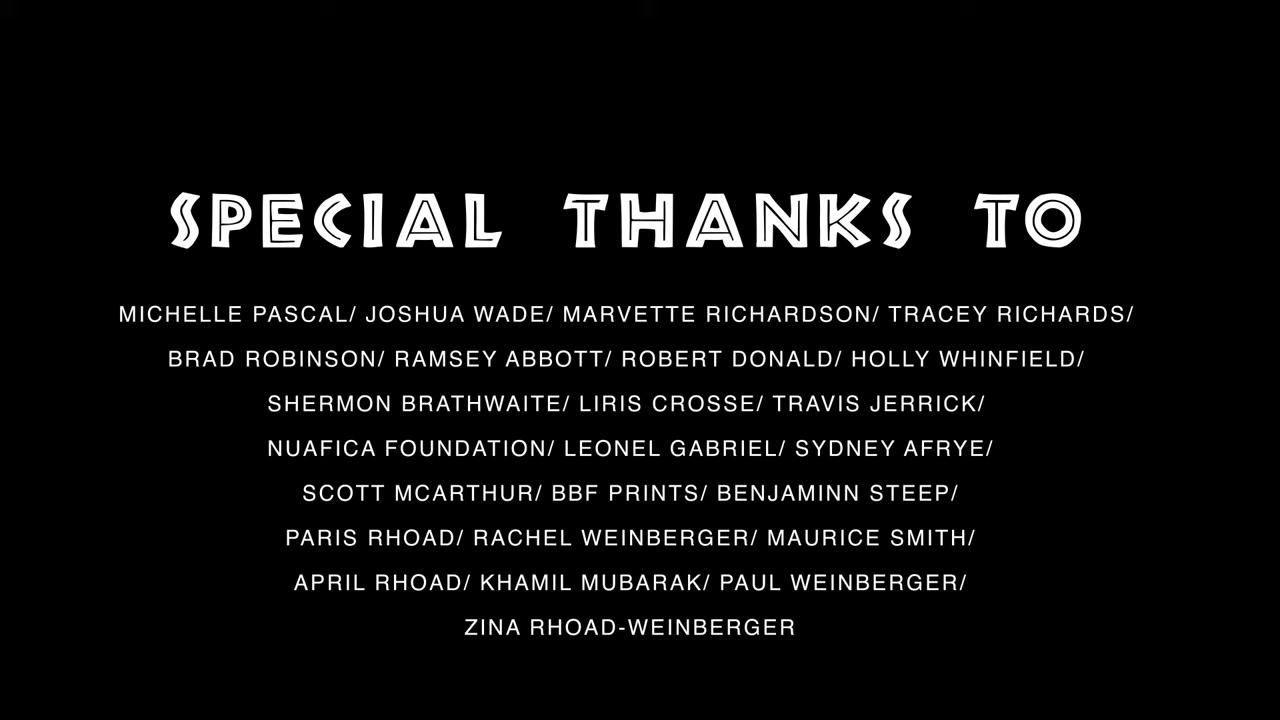 SPECIAL THANKS TO
MICHELLE PASCAL/ JOSHUA WADE/ MARVETTE RICHARDSON/ TRACEY RICHARDS/
BRAD ROBINSON/ RAMSEY ABBOTT/ ROBERT DONALD/ HOLLY WHINFIELD/
SHERMON BRATHWAITE/ LIRIS CROSSE/ TRAVIS JERRICK/
NUAFICA FOUNDATION/ LEONEL GABRIEL/ SYDNEY AFRYE/
SCOTT MCARTHUR/ BBF PRINTS/ BENJAMINN STEEP/
PARIS RHOAD/ RACHEL WEINBERGER/ MAURICE SMITH/
APRIL RHOAD/ KHAMIL MUBARAK/ PAUL WEINBERGER/
ZINA RHOAD-WEINBERGER